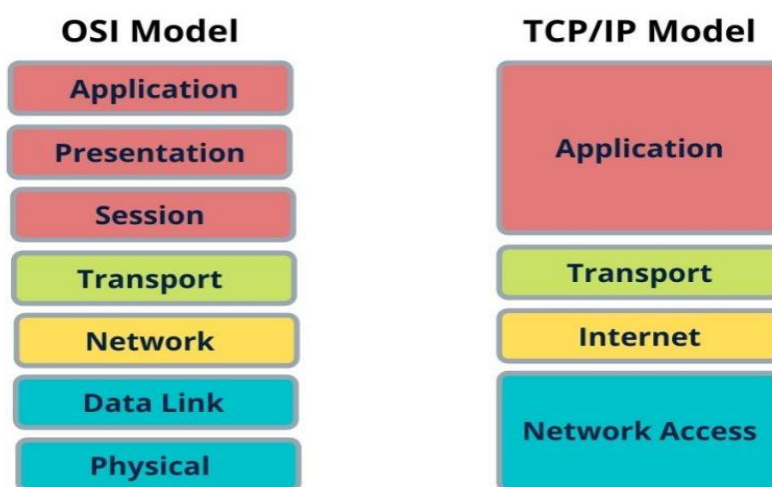 OSI Model
Application
Presentation
Session
Transport
Network
Data Link
Physical
TCP/IP Model
Application
Transport
Internet
Network Access